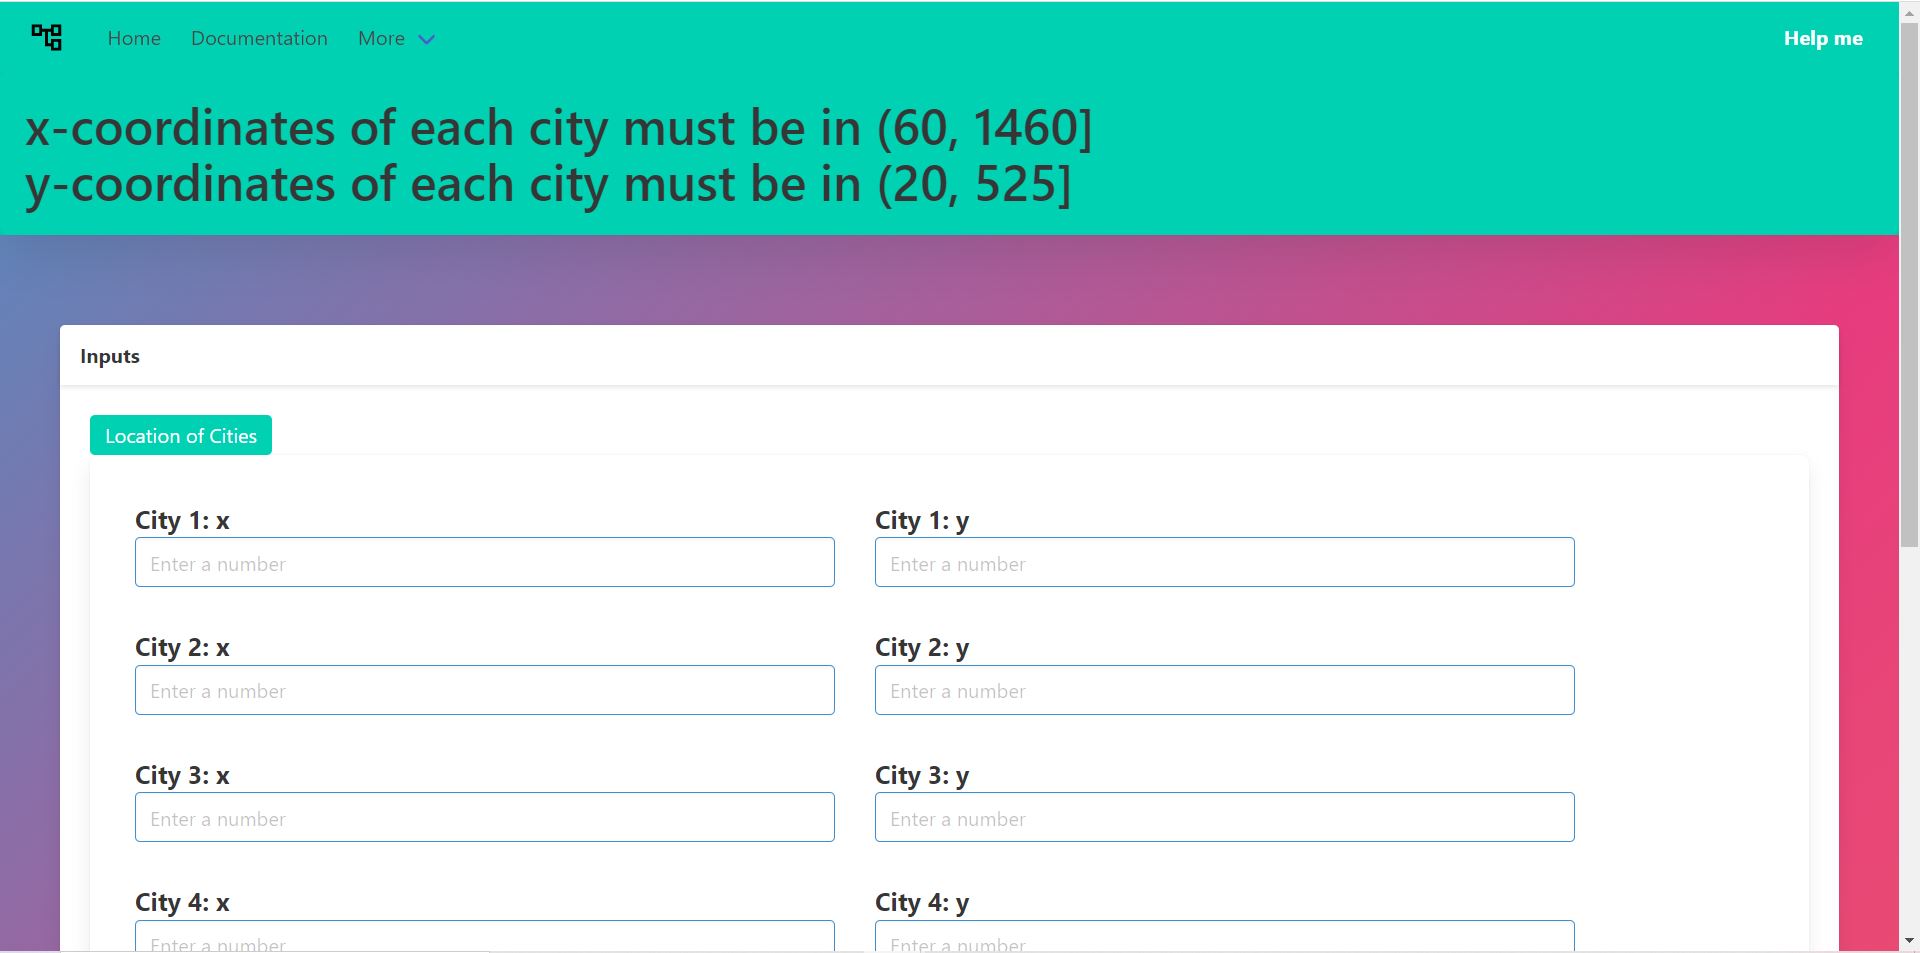 Home Documentation More Help me
x-coordinates of each city must be in (60, 1460]
y-coordinates of each city must be in (20, 525]
Inputs
Location of Cities
City 1: x City 1: y
Enter a number Enter a number
City 2: x City 2: y
Enter a number Enter a number
City 3: x City 3: y
Enter a number Enter a number
City 4: x City 4: y
Enter a number Enter a number